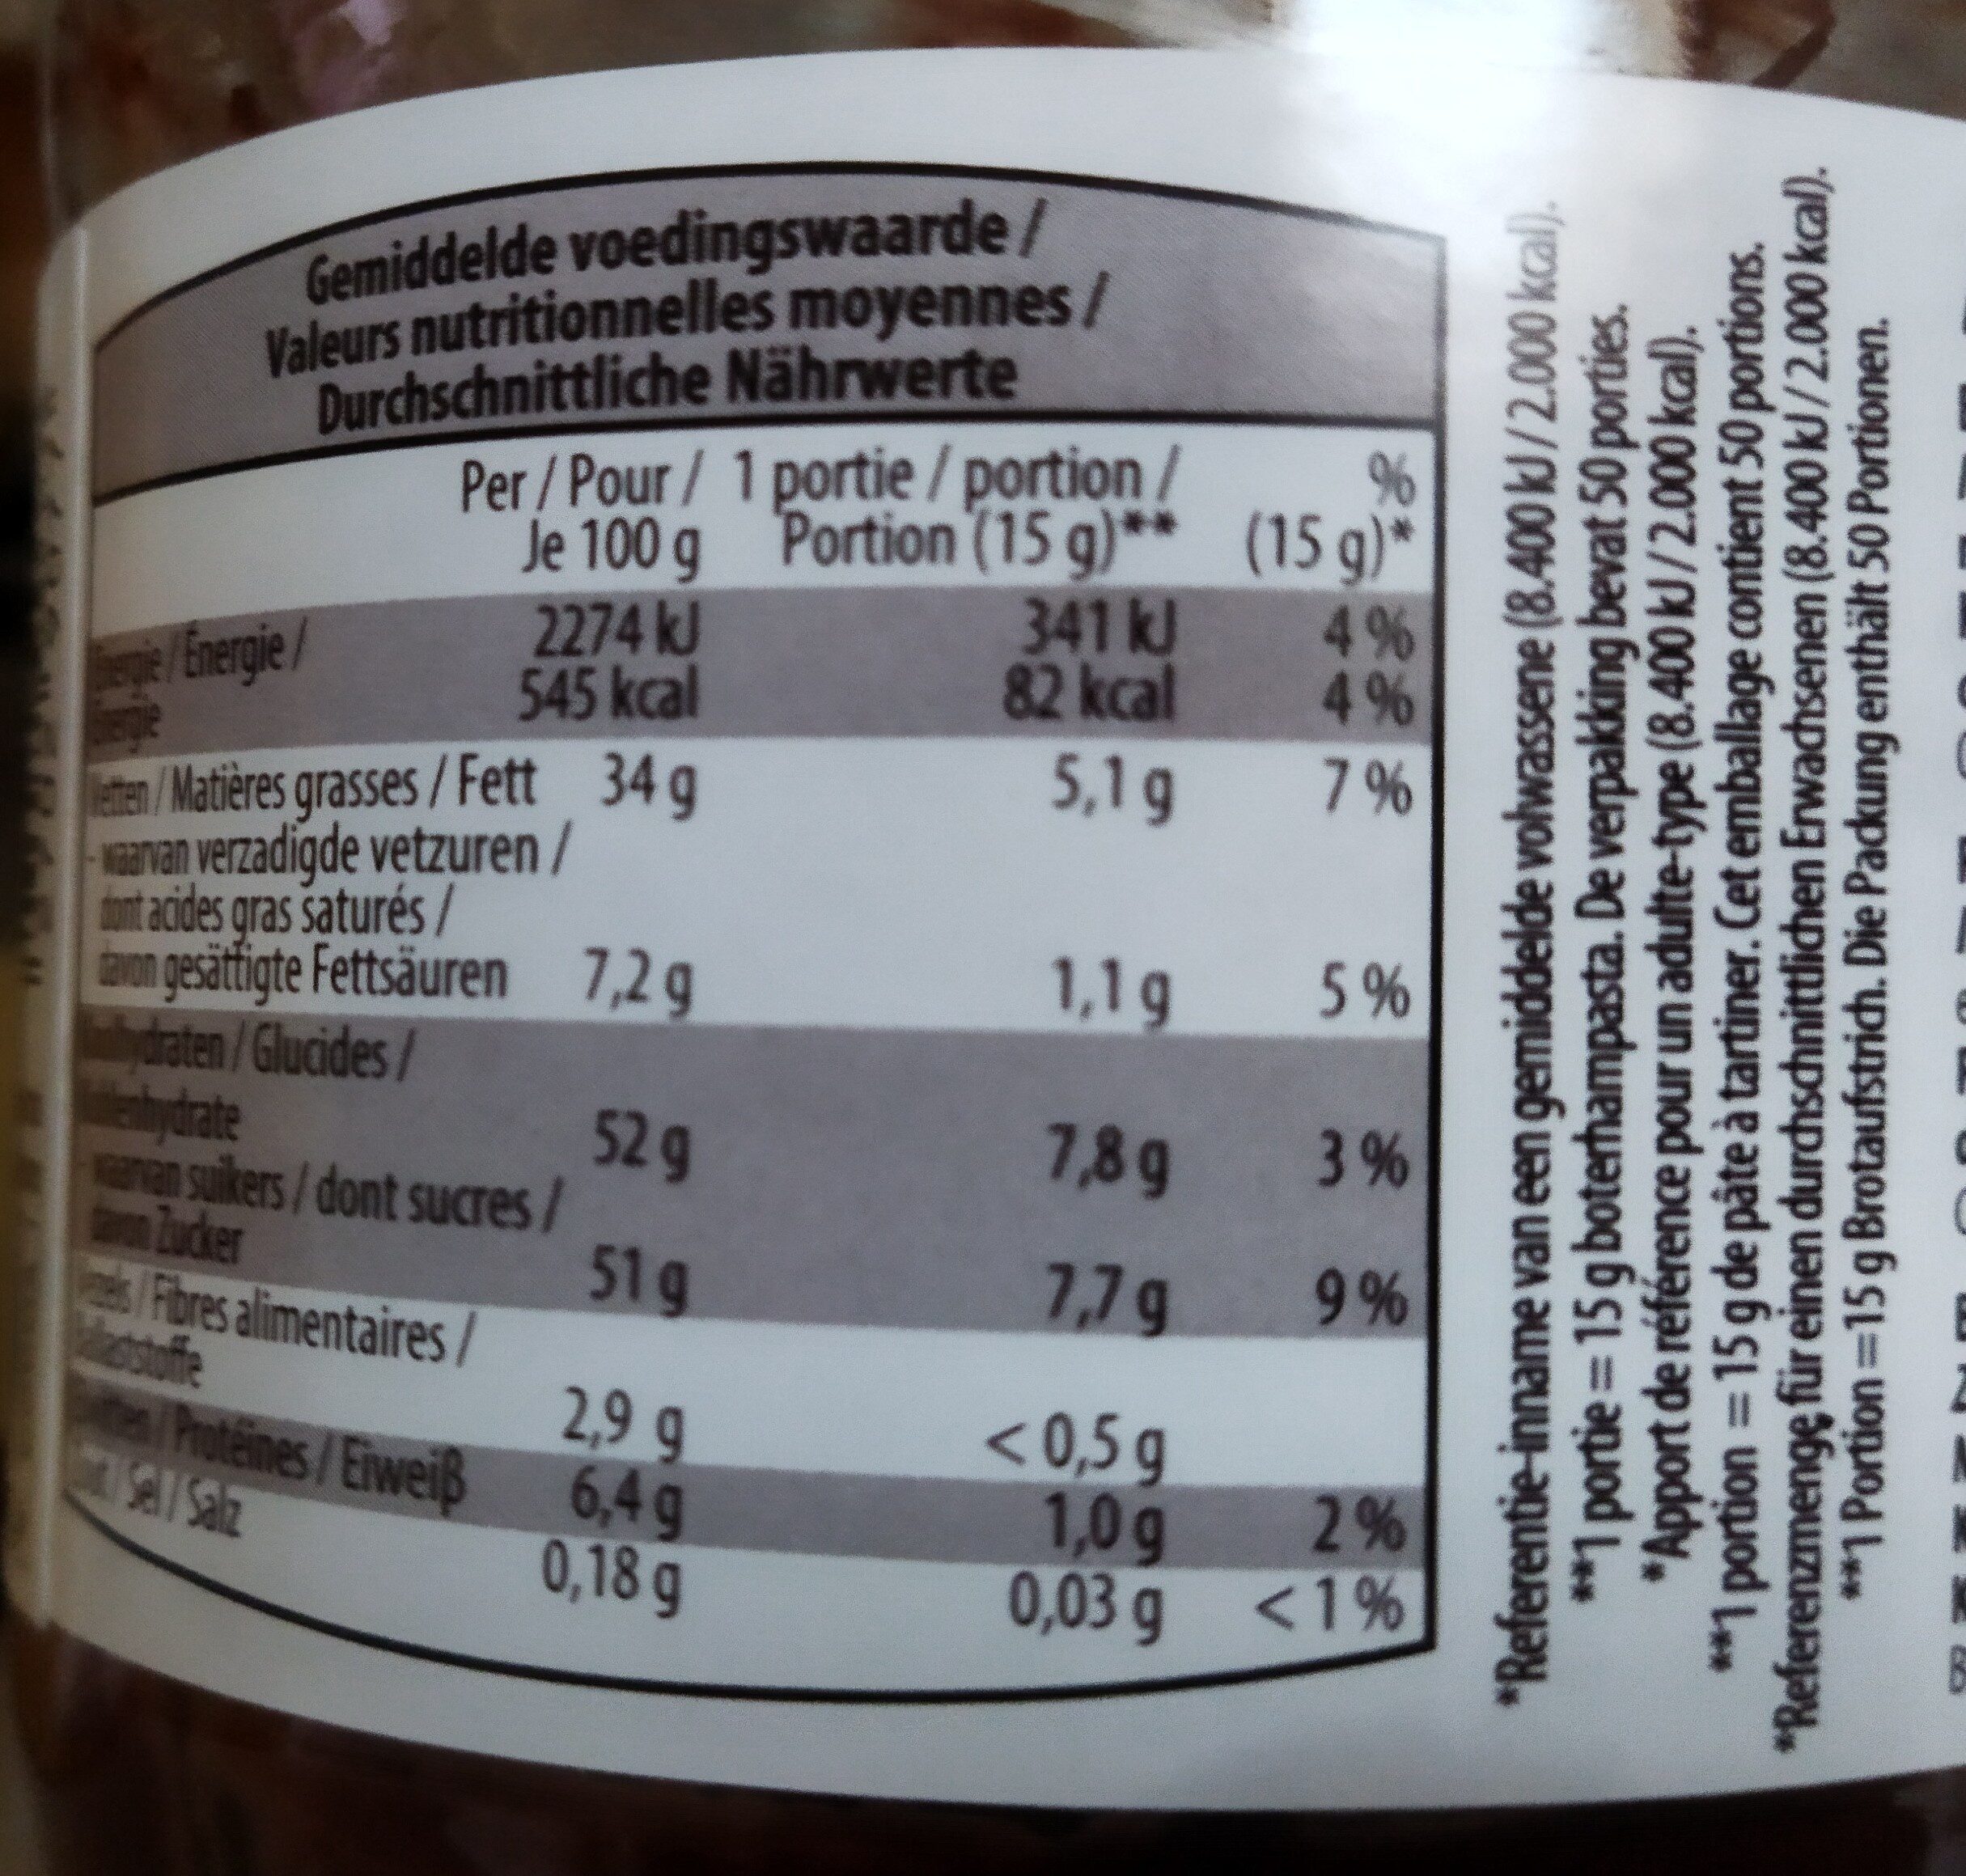 Gemiddelde voedingswaarde /
Valeurs nutritionnelles moyennes /
Durchschnittliche Nährwerte
Per / Pour / 1 portie / portion / %
Je 100 g Portion (15 g)** (15 g)*
Energie / Énergie / 2274 kJ 341 kJ 4 %
Energie 545 kcal 82 kcal 4 %
Vetten / Matières grasses / Fett 34 g 5,1 g 7 %
- waarvan verzadigde vetzuren /
dont acides gras saturés /
davon gesättigte Fettsäuren 7,2 g 1,1 g 5 %
Koolhydraten / Glucides /
Kohlenhydrate 52 g 7,8 g 3 %
- waarvan suikers / dont sucres /
davon Zucker 51 g 7,7 g 9 %
Vezels / Fibres alimentaires /
Ballaststoffe 2,9 g < 0,5 g
Eiwitten / Protéines / Eiweiß 6,4 g 1,0 g 2 %
Zout / Sel / Salz 0,18 g 0,03 g < 1 %
*Referentie-inname van een gemiddelde volwassene (8.400 kJ / 2.000 kcal).
**1 portie = 15 g boterhampasta. De verpakking bevat 50 porties.
*Apport de référence pour un adulte-type (8.400 kJ / 2.000 kcal).
**1 portion = 15 g de pâte à tartiner. Cet emballage contient 50 portions.
*Referenzmenge für einen durchschnittlichen Erwachsenen (8.400 kJ / 2.000 kcal).
**1 Portion =15 g Brotaufstrich. Die Packung enthält 50 Portionen.